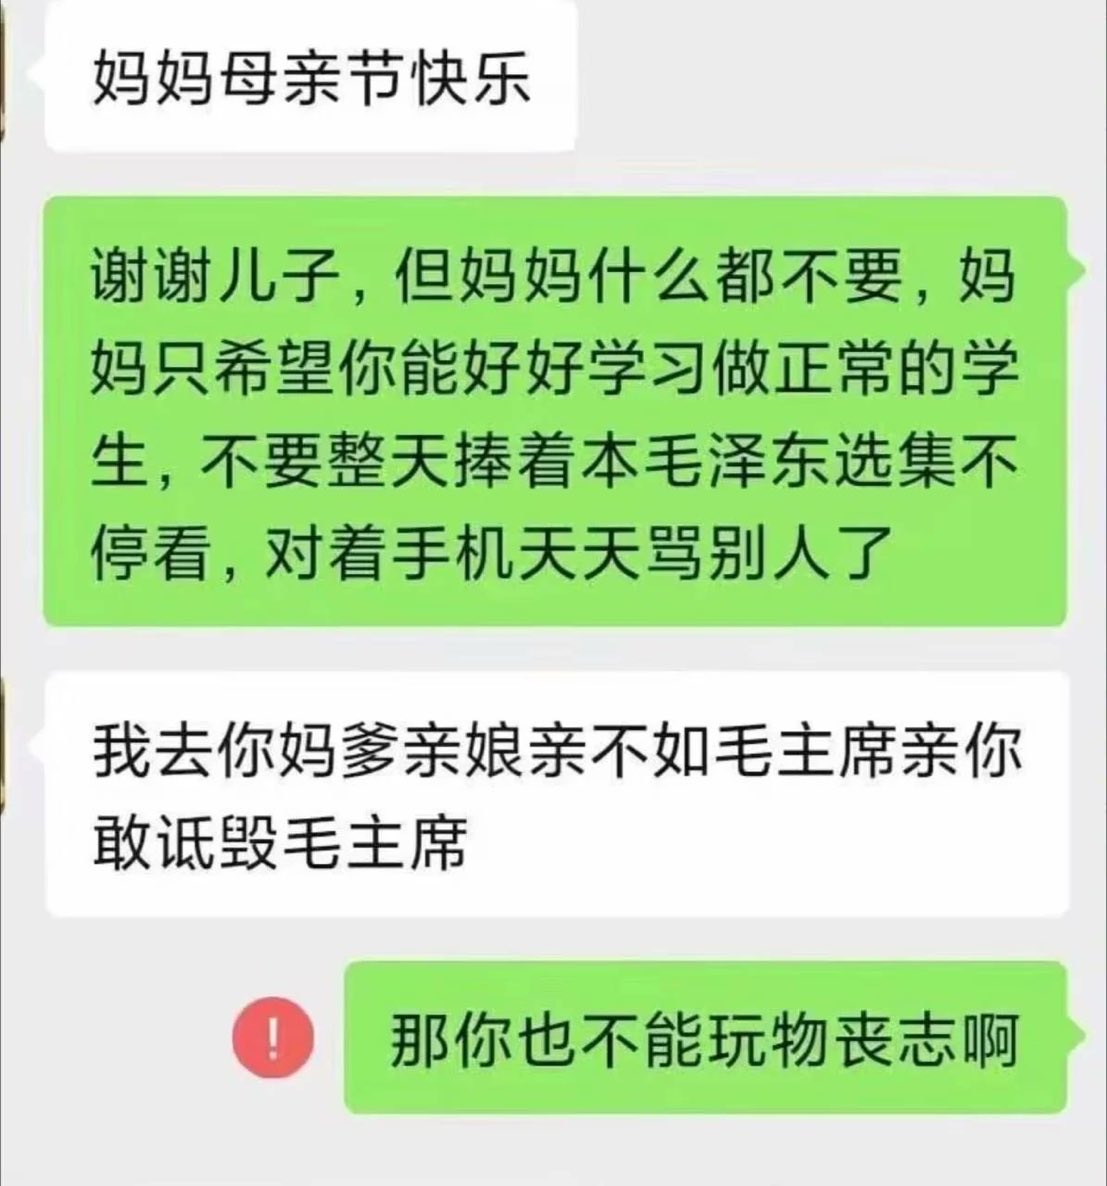 妈妈母亲节快乐
谢谢儿子，但妈妈什么都不要，妈
妈只希望你能好好学习做正常的学
生，不要整天捧着本毛泽东选集不
停看，对着手机天天骂别人了
我去你妈爹亲娘亲不如毛主席亲你
敢诋毁毛主席
!
那你也不能玩物丧志啊